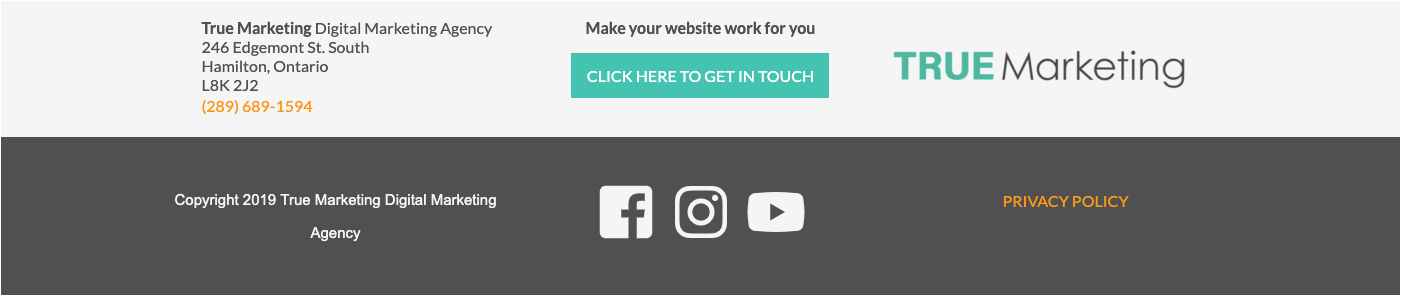 True Marketing Digital Marketing Agency
246 Edgemont St. South
Hamilton, Ontario
L8K 2J2
(289) 689-1594
Make your website work for you
CLICK HERE TO GET IN TOUCH
TRUE Marketing
Copyright 2019 True Marketing Digital Marketing
Agency
PRIVACY POLICY